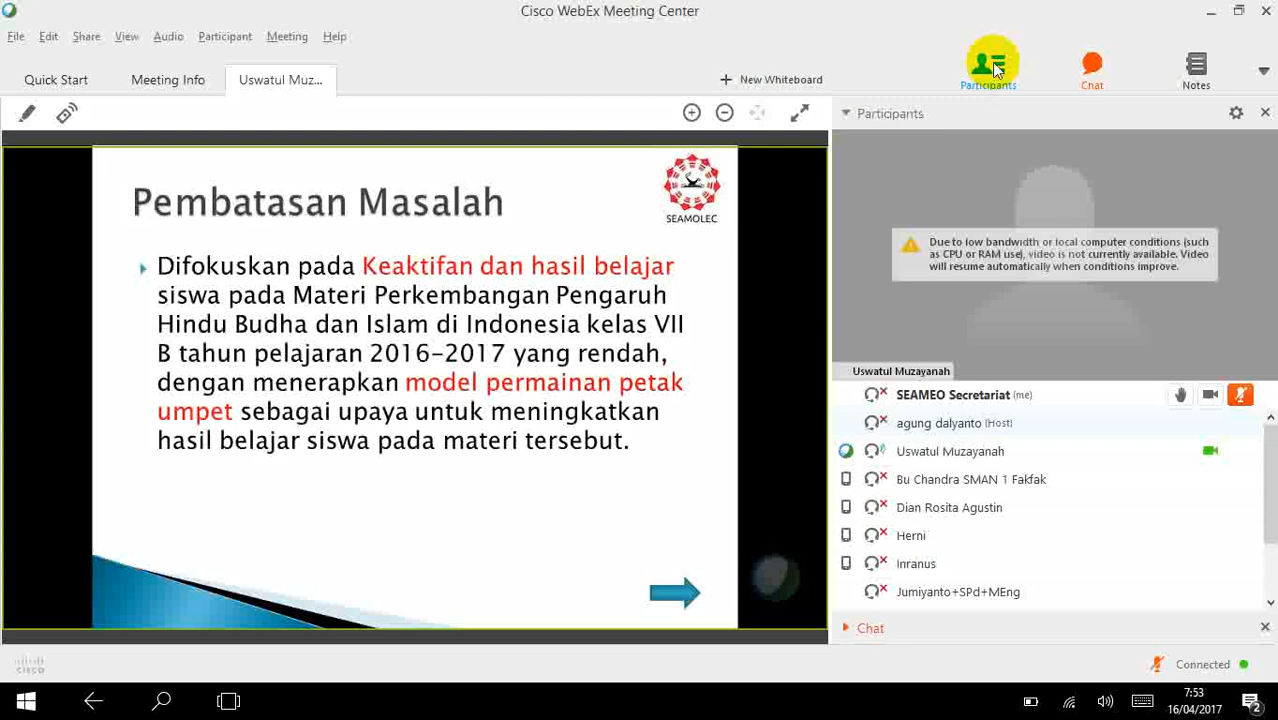 Cisco WebEx Meeting Center
File Edit Share View Audio Participant Meeting Help
Quick Start Meeting Info Uswatul Muz... + New Whiteboard
Participants Chat Notes
Participants
Pembatasan Masalah
SEAMOLEC
Difokuskan pada Keaktifan dan hasil belajar
siswa pada Materi Perkembangan Pengaruh
Hindu Budha dan Islam di Indonesia kelas VII
B tahun pelajaran 2016-2017 yang rendah,
dengan menerapkan model permainan petak
umpet sebagai upaya untuk meningkatkan
hasil belajar siswa pada materi tersebut.
Due to low bandwidth or local computer conditions (such
as CPU or RAM use), video is not currently available. Video
will resume automatically when conditions improve.
Uswatul Muzayanah
SEAMEO Secretariat (me)
agung dalyanto (Host)
Uswatul Muzayanah
Bu Chandra SMAN 1 Fakfak
Dian Rosita Agustin
Herni
Inranus
Jumiyanto+SPd+MEng
Chat
cisco
Connected
7:53
16/04/2017
2